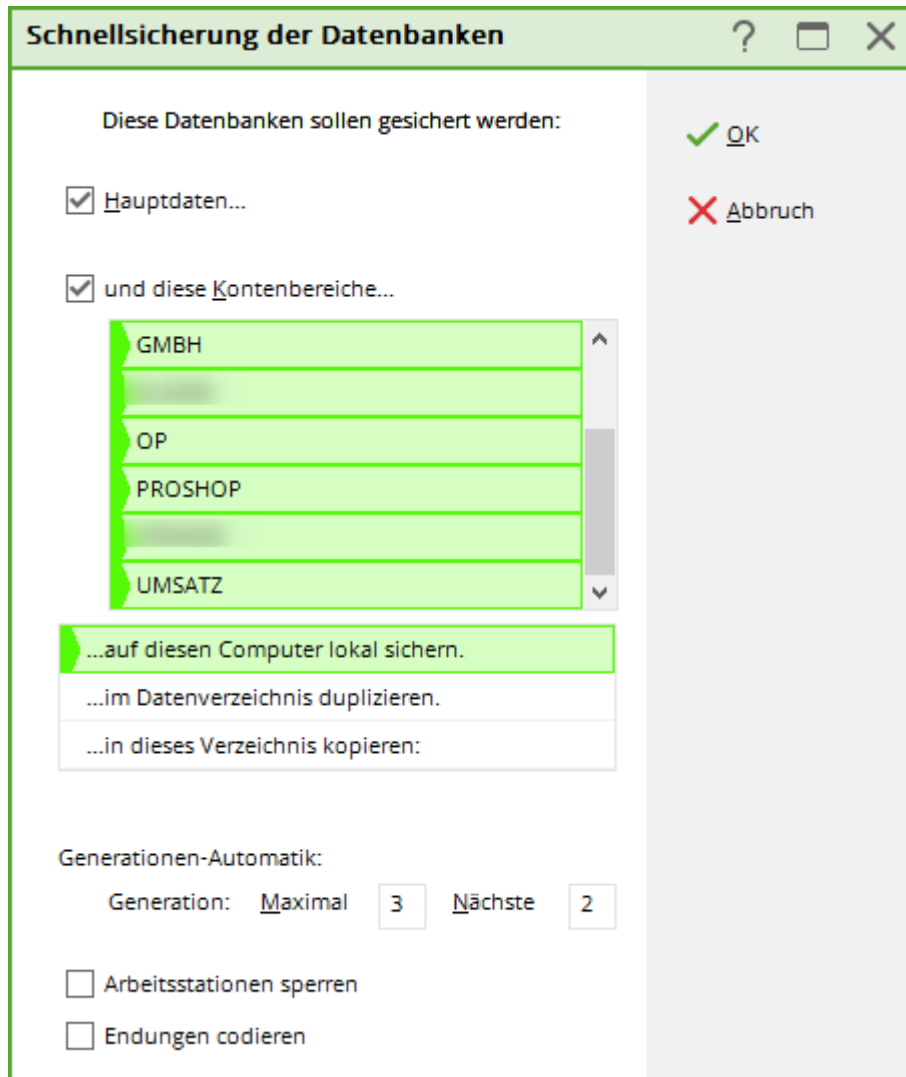 Schnellsicherung der Datenbanken
Diese Datenbanken sollen gesichert werden:
OK
Hauptdaten...
Abbruch
und diese Kontenbereiche...
GMBH
OP
PROSHOP
UMSATZ
...auf diesen Computer lokal sichern.
...im Datenverzeichnis duplizieren.
...in dieses Verzeichnis kopieren:
Generationen-Automatik:
Generation: Maximal 3 Nächste 2
Arbeitsstationen sperren
Endungen codieren